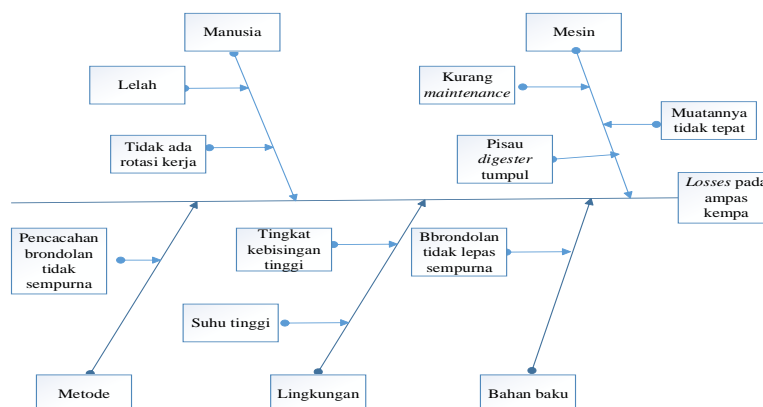 Manusia
Mesin
Lelah
Kurang
maintenance
Muatannya
tidak tepat
Tidak ada
rotasi kerja
Pisau
digester
tumpul
Losses pada
ampas
kempa
Pencacahan
brondolan
tidak
sempurna
Tingkat
kebisingan
tinggi
Bbrondolan
tidak lepas
sempurna
Suhu tinggi
Metode
Lingkungan
Bahan baku